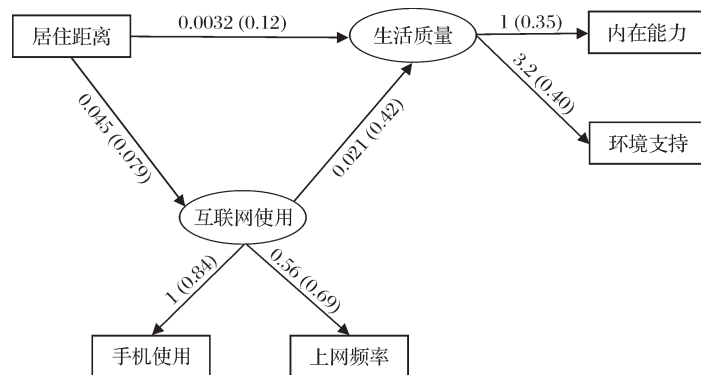 居住距离
0.0032 (0.12)
生活质量
1 (0.35)
内在能力
3.2 (0.40)
环境支持
0.045 (0.079)
0.021 (0.42)
互联网使用
1 (0.84)
0.56 (0.69)
手机使用
上网频率